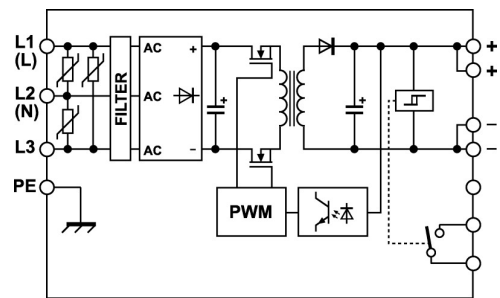 L1
(L)
L2
(N)
L3
PE
FILTER
AC
AC
AC
+
−
+
PWM
+
+
+
−
−